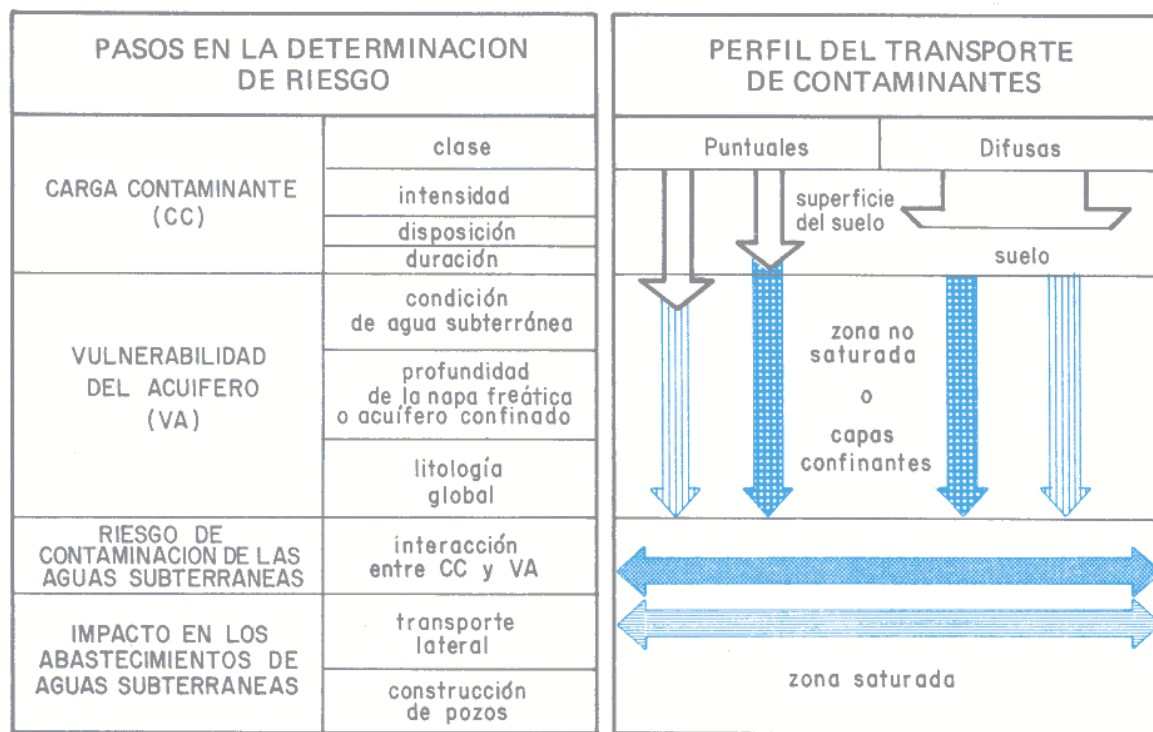 PASOS EN LA DETERMINACION
DE RIESGO
CARGA CONTAMINANTE
(CC)
clase
intensidad
disposición
duración
VULNERABILIDAD
DEL ACUIFERO
(VA)
condición
de agua subterránea
profundidad
de la napa freática
o acuífero confinado
litología
global
RIESGO DE
CONTAMINACION DE LAS
AGUAS SUBTERRANEAS
interacción
entre CC y VA
IMPACTO EN LOS
ABASTECIMIENTOS DE
AGUAS SUBTERRANEAS
transporte
lateral
construcción
de pozos
PERFIL DEL TRANSPORTE
DE CONTAMINANTES
Puntuales
Difusas
superficie
del suelo
suelo
zona no
saturada
o
capas
confinantes
zona saturada